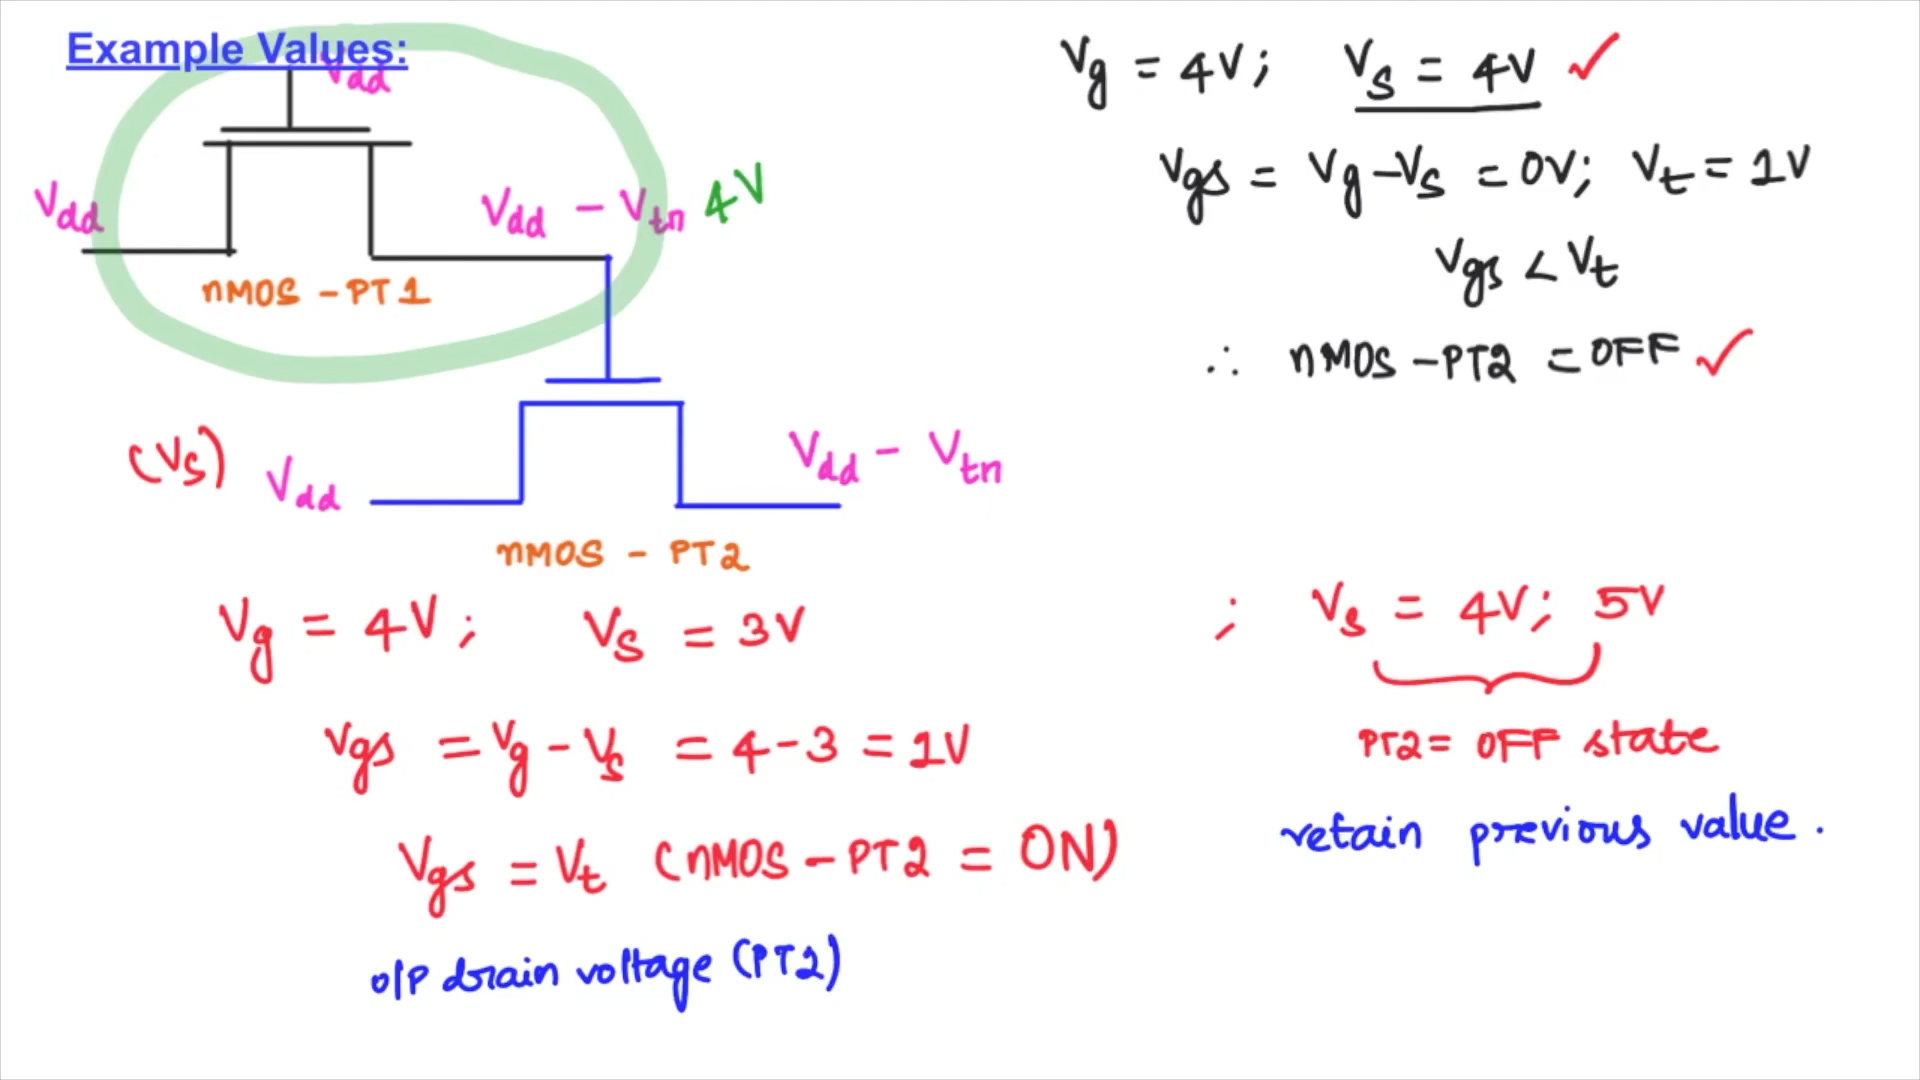 Example Values:
Vdd
Vdd
Vdd - Vtn 4V
nMOS - PT1
(Vs) Vdd
Vdd - Vtn
nMOS - PT2
Vg = 4V; Vs = 3V
Vgs = Vg - Vs = 4 - 3 = 1V
Vgs = Vt (nMOS - PT2 = ON)
o/p drain voltage (PT2)
Vg = 4V; Vs = 4V ✓
Vgs = Vg - Vs = 0V; Vt = 1V
Vgs < Vt
∴ nMOS - PT2 = OFF ✓
; Vs = 4V; 5V
PT2 = OFF state
retain previous value.